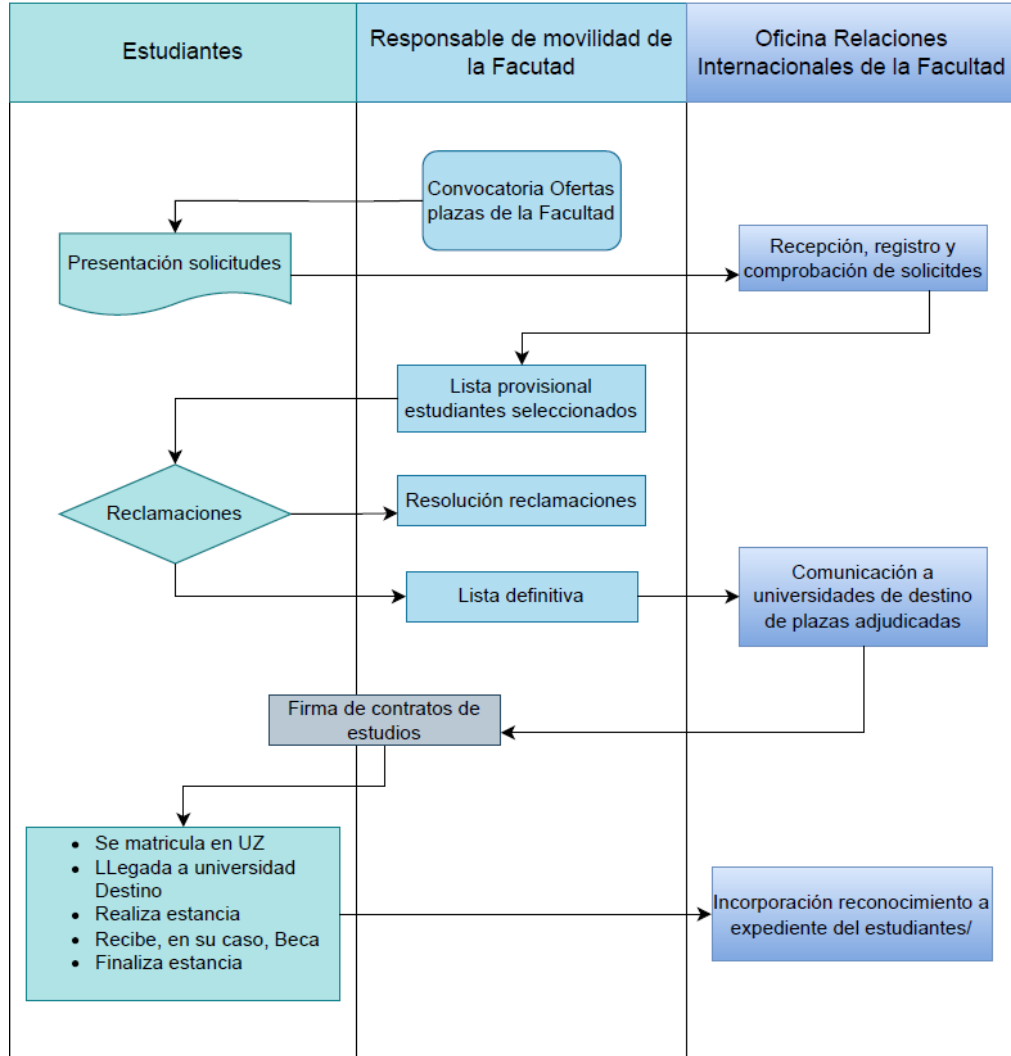 Estudiantes
Responsable de movilidad de
la Facutad
Oficina Relaciones
Internacionales de la Facultad
Convocatoria Ofertas
plazas de la Facultad
Presentación solicitudes
Recepción, registro y
comprobación de solicitdes
Lista provisional
estudiantes seleccionados
Reclamaciones
Resolución reclamaciones
Lista definitiva
Comunicación a
universidades de destino
de plazas adjudicadas
Firma de contratos de
estudios
• Se matricula en UZ
• LLegada a universidad
Destino
• Realiza estancia
• Recibe, en su caso, Beca
• Finaliza estancia
Incorporación reconocimiento a
expediente del estudiantes/